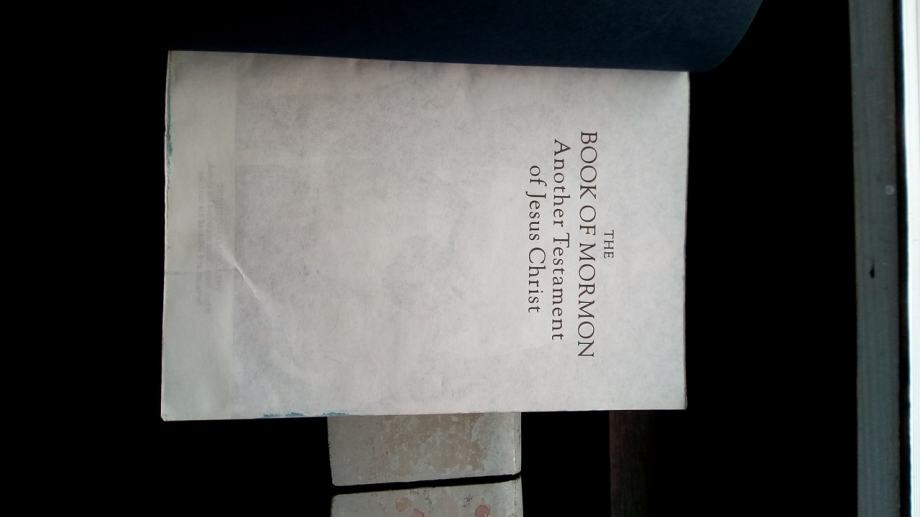 THE
BOOK OF MORMON
Another Testament
of Jesus Christ